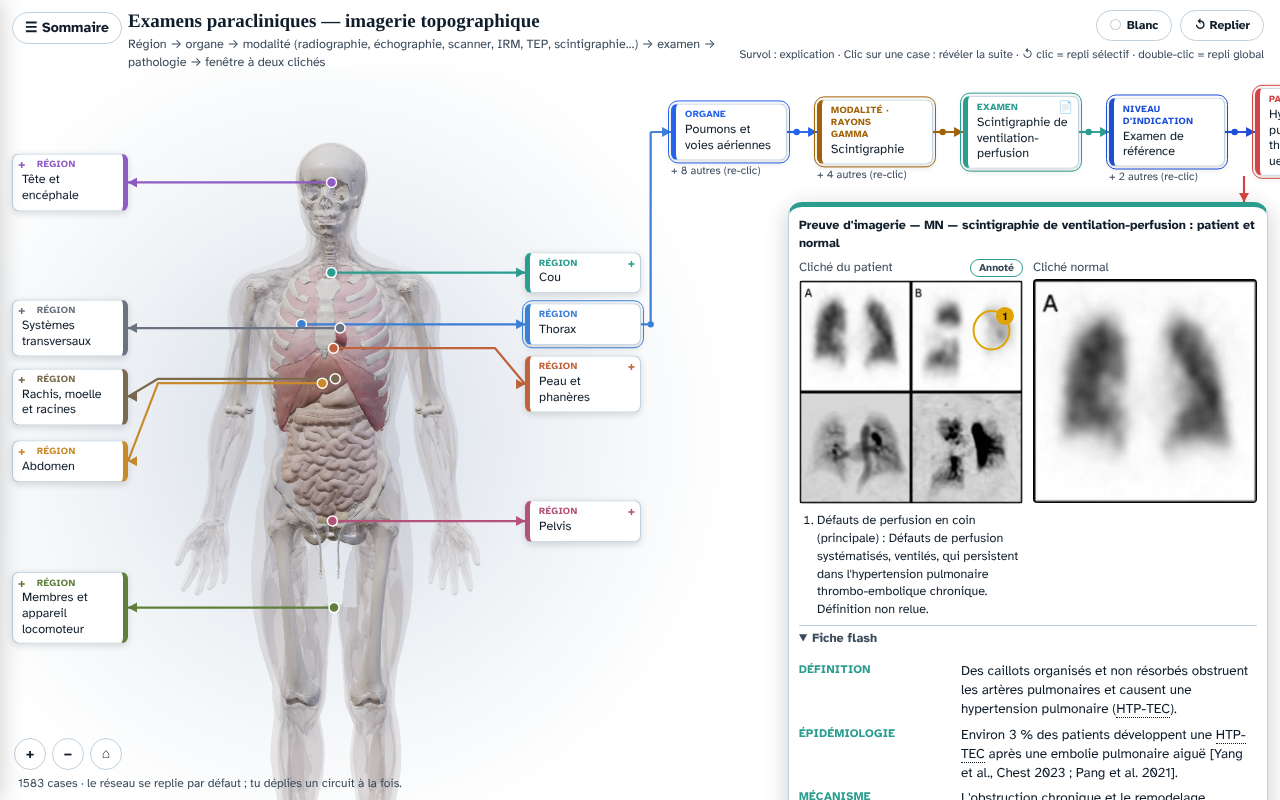 ☰ Sommaire
Examens paracliniques — imagerie topographique
Région → organe → modalité (radiographie, échographie, scanner, IRM, TEP, scintigraphie…) → examen →
pathologie → fenêtre à deux clichés
Blanc
↺ Replier
Survol : explication · Clic sur une case : révéler la suite · ↺ clic = repli sélectif · double-clic = repli global
ORGANE
Poumons et
voies aériennes
+ 8 autres (re-clic)
MODALITÉ ·
RAYONS
GAMMA
Scintigraphie
+ 4 autres (re-clic)
EXAMEN
Scintigraphie de
ventilation-
perfusion
NIVEAU
D'INDICATION
Examen de
référence
+ 2 autres (re-clic)
+ RÉGION
Tête et
encéphale
+ RÉGION
Systèmes
transversaux
+ RÉGION
Rachis, moelle
et racines
+ RÉGION
Abdomen
+ RÉGION
Membres et
appareil
locomoteur
RÉGION +
Cou
RÉGION
Thorax
RÉGION +
Peau et
phanères
RÉGION +
Pelvis
Preuve d'imagerie — MN — scintigraphie de ventilation-perfusion : patient et
normal
Cliché du patient
Annoté
Cliché normal
A
B
1
A
1. Défauts de perfusion en coin
(principale) : Défauts de perfusion
systématisés, ventilés, qui persistent
dans l'hypertension pulmonaire
thrombo-embolique chronique.
Définition non relue.
▼ Fiche flash
DÉFINITION
Des caillots organisés et non résorbés obstruent
les artères pulmonaires et causent une
hypertension pulmonaire (HTP-TEC).
ÉPIDÉMIOLOGIE
Environ 3 % des patients développent une HTP-
TEC après une embolie pulmonaire aiguë [Yang
et al., Chest 2023 ; Pang et al. 2021].
MÉCANISME
L'obstruction chronique et le remodelage
+
−
⌂
1583 cases · le réseau se replie par défaut ; tu déplies un circuit à la fois.